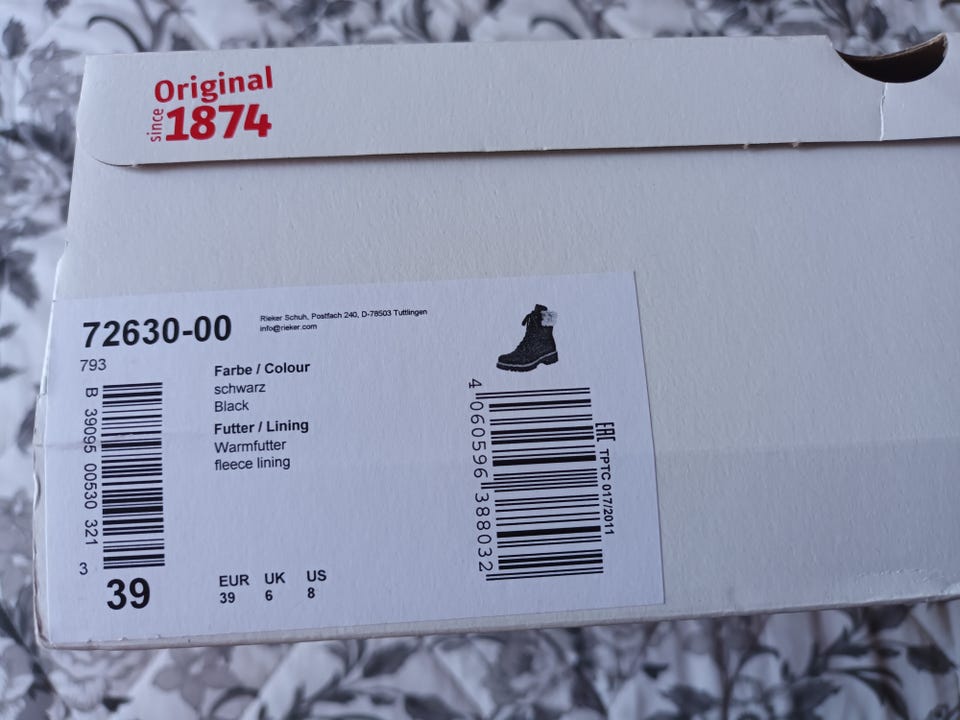 Original
since 1874
72630-00
Rieker Schuh, Postfach 240, D-78503 Tuttlingen
info@rieker.com
793
Farbe / Colour
schwarz
Black
Futter / Lining
Warmfutter
fleece lining
B 39095 00530 321 3
4 060596 388032
EAC TPTC 017/2011
39
EUR UK US
39 6 8